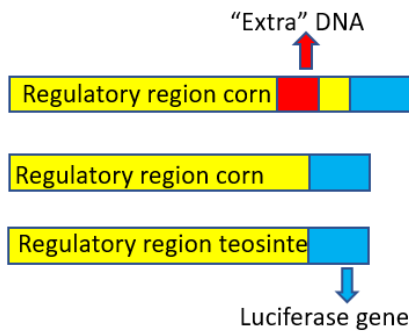 “Extra” DNA
Regulatory region corn
Regulatory region corn
Regulatory region teosinte
Luciferase gene